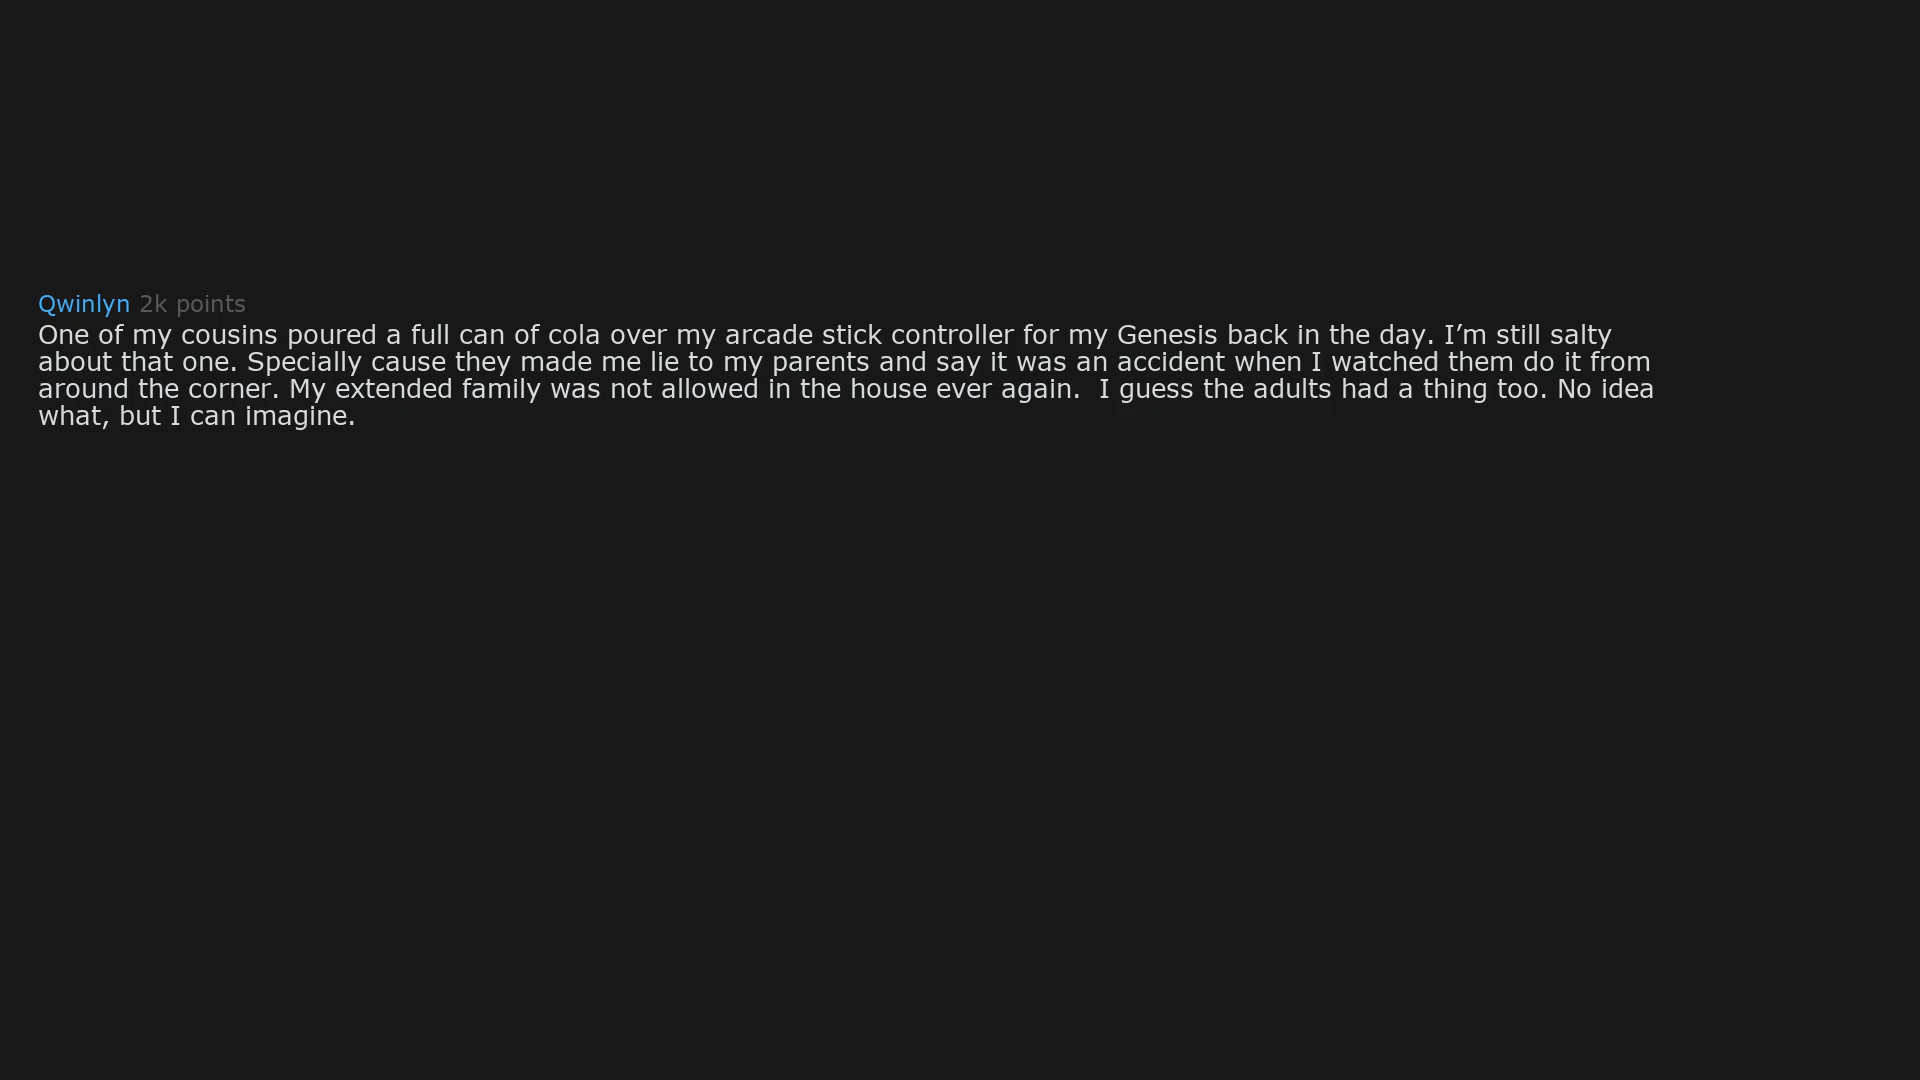 Qwinlyn 2k points
One of my cousins poured a full can of cola over my arcade stick controller for my Genesis back in the day. I’m still salty
about that one. Specially cause they made me lie to my parents and say it was an accident when I watched them do it from
around the corner. My extended family was not allowed in the house ever again.  I guess the adults had a thing too. No idea
what, but I can imagine.